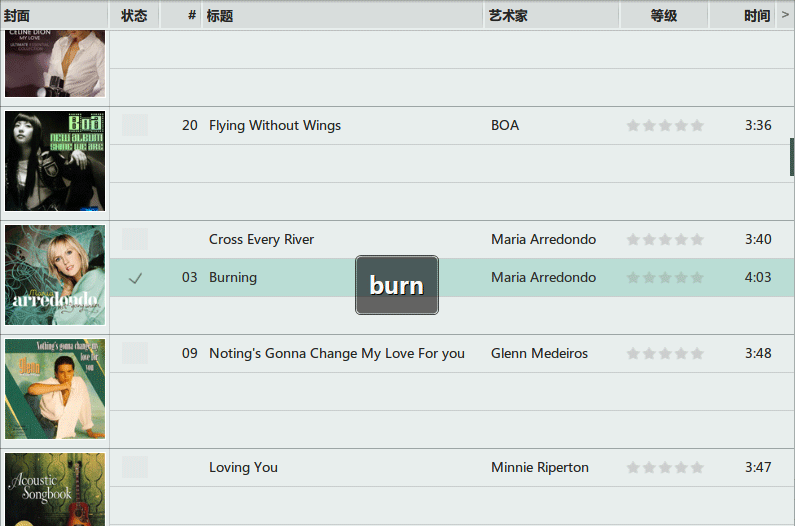 封面 状态 # 标题 艺术家 等级 时间 >
CELINE DION
MY LOVE
ULTIMATE ESSENTIAL COLLECTION
BoA
NEW ALBUM
SHINE WE ARE
20 Flying Without Wings BOA 3:36
Maria
arredondo
Cross Every River Maria Arredondo 3:40
03 Burning Maria Arredondo 4:03
burn
Nothing's gonna change
my love for
you
Glenn
09 Noting's Gonna Change My Love For you Glenn Medeiros 3:48
Acoustic
Songbook
Loving You Minnie Riperton 3:47